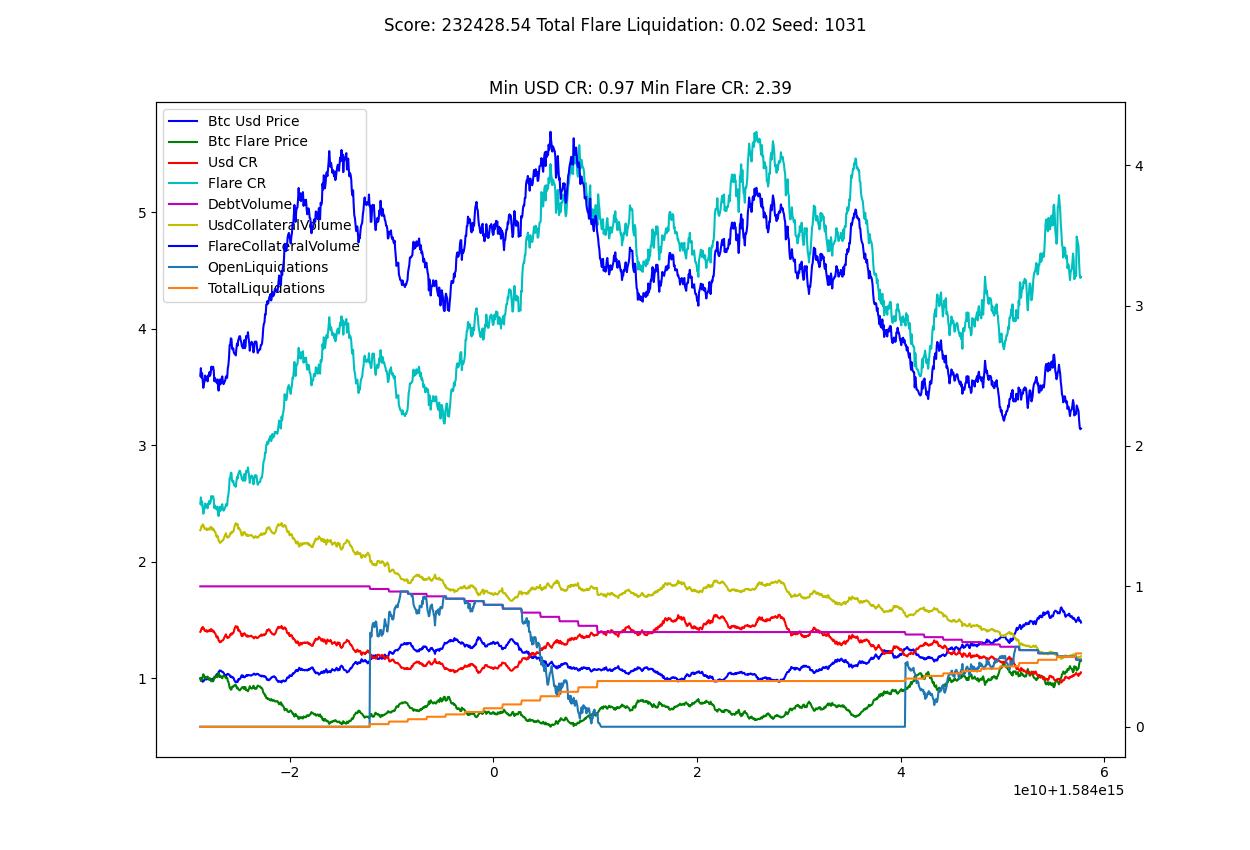 Score: 232428.54 Total Flare Liquidation: 0.02 Seed: 1031
Min USD CR: 0.97 Min Flare CR: 2.39
Btc Usd Price
Btc Flare Price
Usd CR
Flare CR
DebtVolume
UsdCollateralVolume
FlareCollateralVolume
OpenLiquidations
TotalLiquidations
5
4
3
2
1
4
3
2
1
0
−2
0
2
4
6
1e10+1.584e15